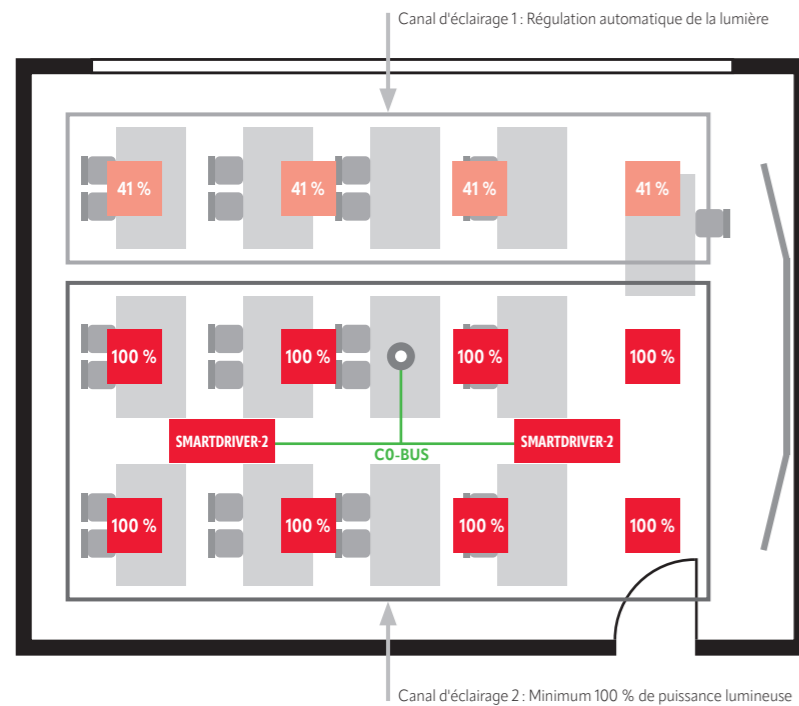 Canal d'éclairage 1 : Régulation automatique de la lumière
41 % 41 % 41 % 41 %
100 % 100 % 100 % 100 %
SMARTDRIVER-2 SMARTDRIVER-2
C0-BUS
100 % 100 % 100 % 100 %
Canal d'éclairage 2 : Minimum 100 % de puissance lumineuse